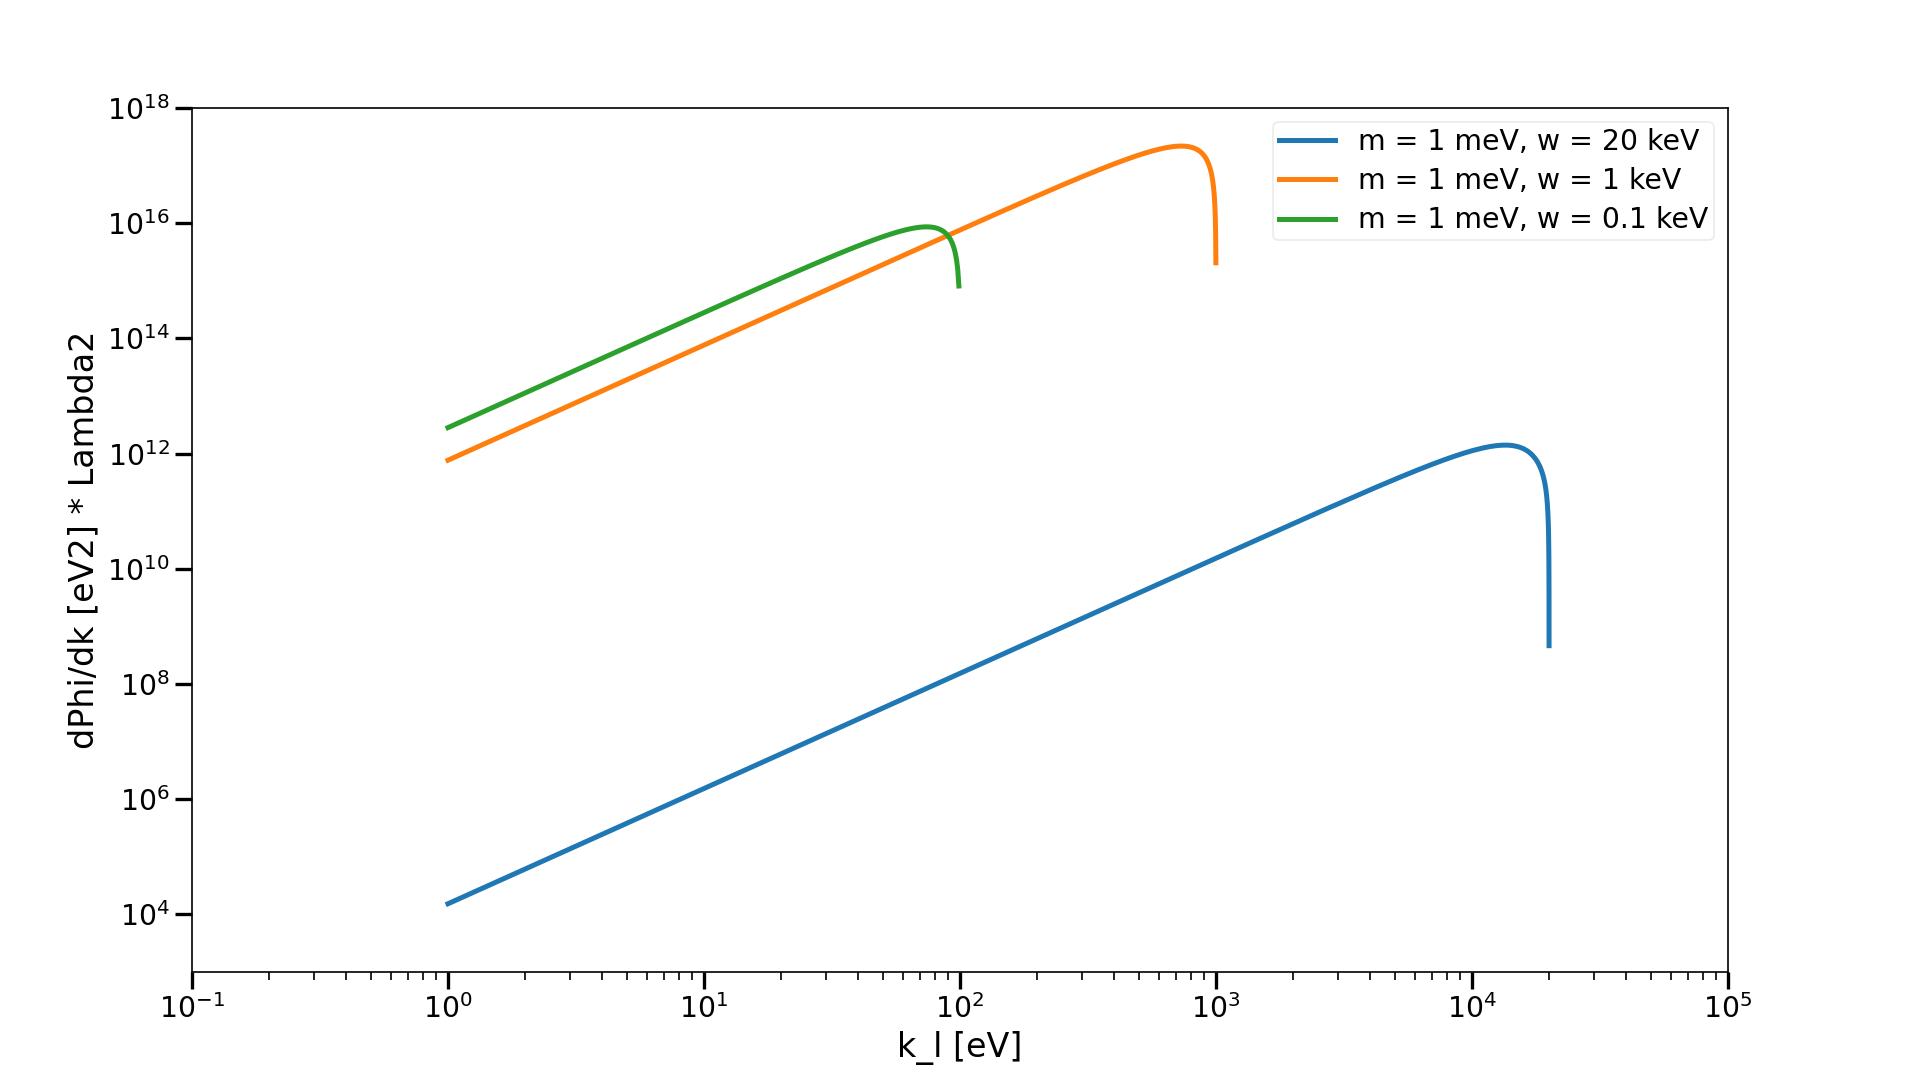 10^18
10^16
10^14
10^12
10^10
10^8
10^6
10^4
dPhi/dk [eV2] * Lambda2
m = 1 meV, w = 20 keV
m = 1 meV, w = 1 keV
m = 1 meV, w = 0.1 keV
10^−1 10^0 10^1 10^2 10^3 10^4 10^5
k_l [eV]